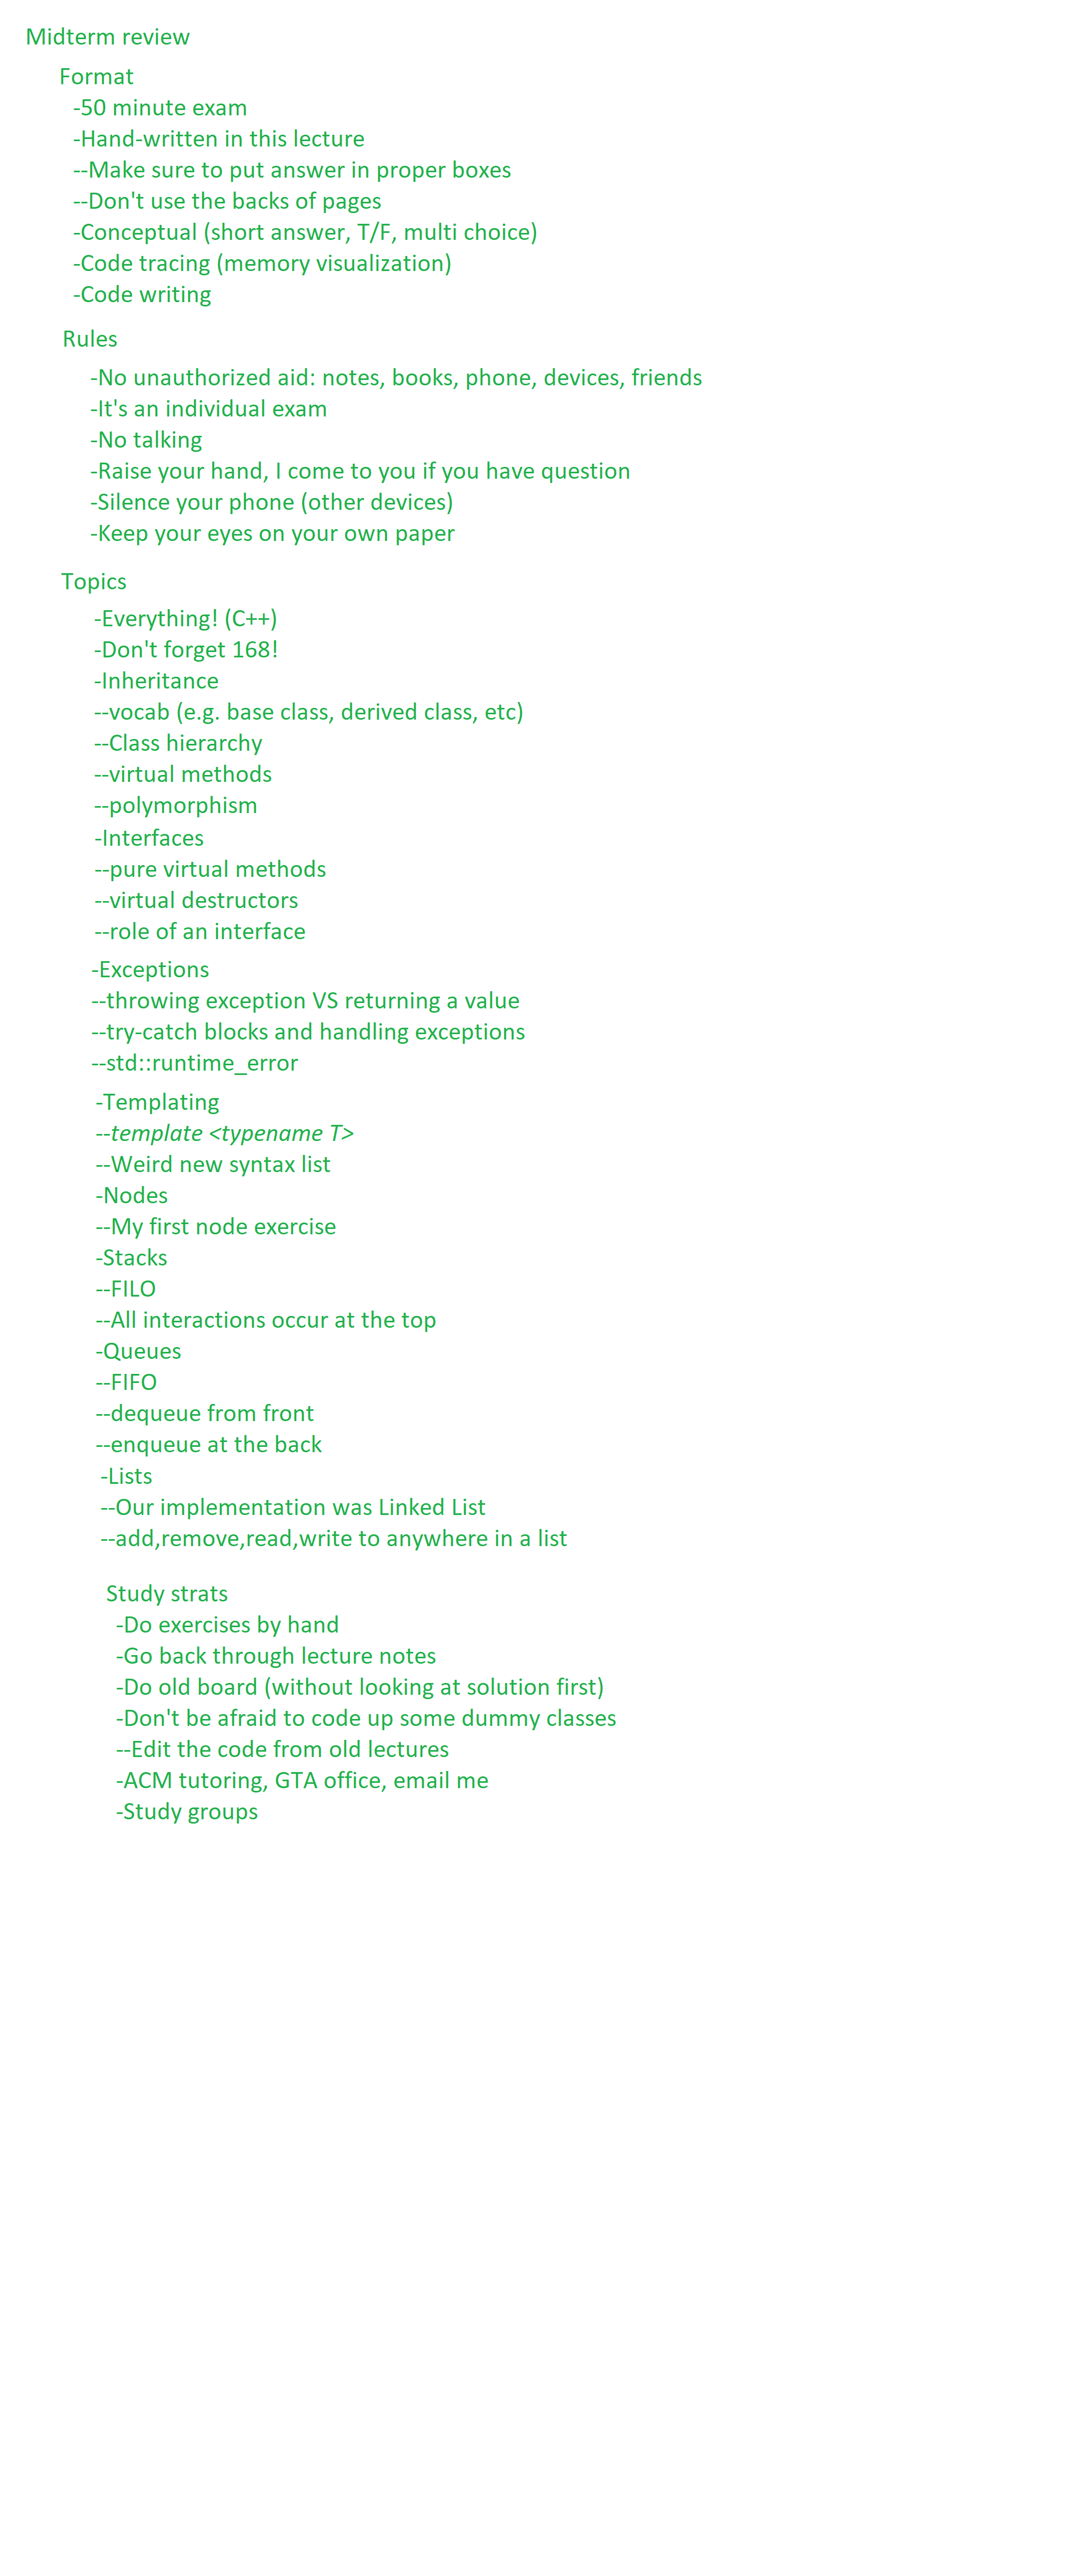 Midterm review
Format
-50 minute exam
-Hand-written in this lecture
--Make sure to put answer in proper boxes
--Don't use the backs of pages
-Conceptual (short answer, T/F, multi choice)
-Code tracing (memory visualization)
-Code writing
Rules
-No unauthorized aid: notes, books, phone, devices, friends
-It's an individual exam
-No talking
-Raise your hand, I come to you if you have question
-Silence your phone (other devices)
-Keep your eyes on your own paper
Topics
-Everything! (C++)
-Don't forget 168!
-Inheritance
--vocab (e.g. base class, derived class, etc)
--Class hierarchy
--virtual methods
--polymorphism
-Interfaces
--pure virtual methods
--virtual destructors
--role of an interface
-Exceptions
--throwing exception VS returning a value
--try-catch blocks and handling exceptions
--std::runtime_error
-Templating
--template <typename T>
--Weird new syntax list
-Nodes
--My first node exercise
-Stacks
--FILO
--All interactions occur at the top
-Queues
--FIFO
--dequeue from front
--enqueue at the back
-Lists
--Our implementation was Linked List
--add,remove,read,write to anywhere in a list
Study strats
-Do exercises by hand
-Go back through lecture notes
-Do old board (without looking at solution first)
-Don't be afraid to code up some dummy classes
--Edit the code from old lectures
-ACM tutoring, GTA office, email me
-Study groups